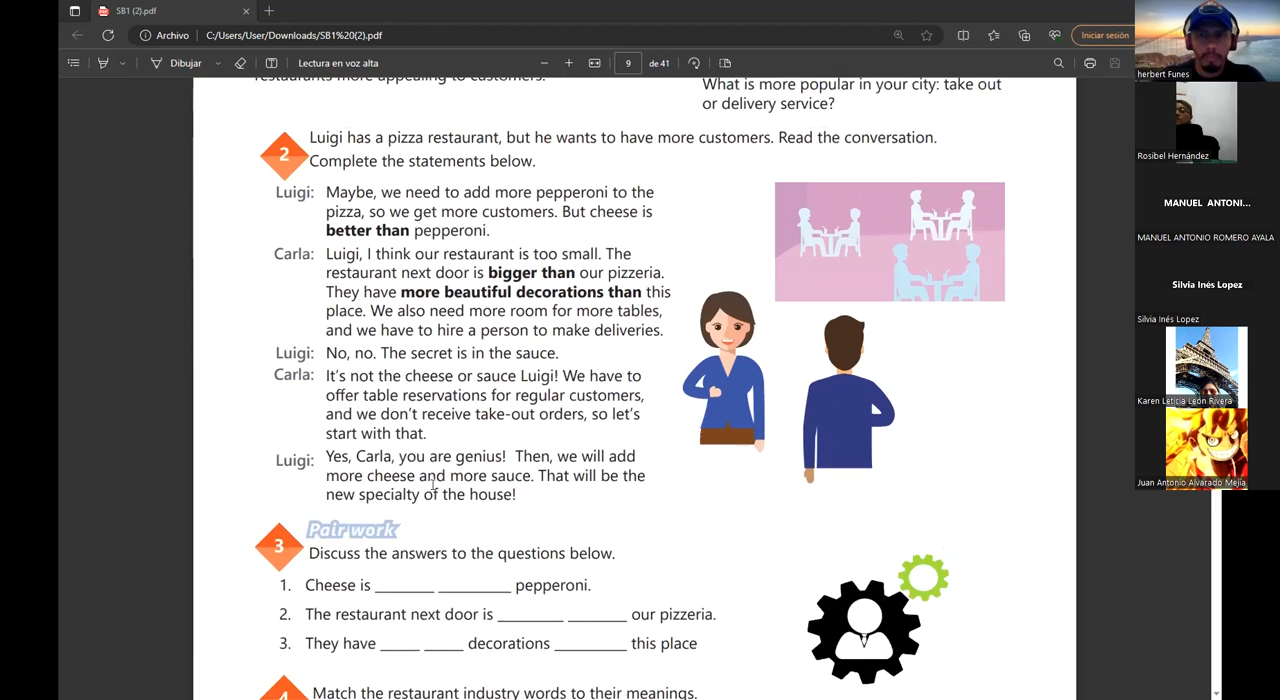 SB1 (2).pdf
Archivo C:/Users/User/Downloads/SB1%20(2).pdf
Iniciar sesión
Dibujar
Lectura en voz alta
9 de 41
restaurants more appealing to customers.
What is more popular in your city: take out
or delivery service?
2
Luigi has a pizza restaurant, but he wants to have more customers. Read the conversation.
Complete the statements below.
Luigi: Maybe, we need to add more pepperoni to the
pizza, so we get more customers. But cheese is
better than pepperoni.
Carla: Luigi, I think our restaurant is too small. The
restaurant next door is bigger than our pizzeria.
They have more beautiful decorations than this
place. We also need more room for more tables,
and we have to hire a person to make deliveries.
Luigi: No, no. The secret is in the sauce.
Carla: It's not the cheese or sauce Luigi! We have to
offer table reservations for regular customers,
and we don't receive take-out orders, so let's
start with that.
Luigi: Yes, Carla, you are genius! Then, we will add
more cheese and more sauce. That will be the
new specialty of the house!
3
Pair work
Discuss the answers to the questions below.
1. Cheese is _______ _________ pepperoni.
2. The restaurant next door is ________ _______ our pizzeria.
3. They have _____ _____ decorations _________ this place
4
Match the restaurant industry words to their meanings.
herbert Funes
Rosibel Hernández
MANUEL ANTONI...
MANUEL ANTONIO ROMERO AYALA
Silvia Inés Lopez
Silvia Inés Lopez
Karen Leticia León Rivera
Juan Antonio Alvarado Mejía